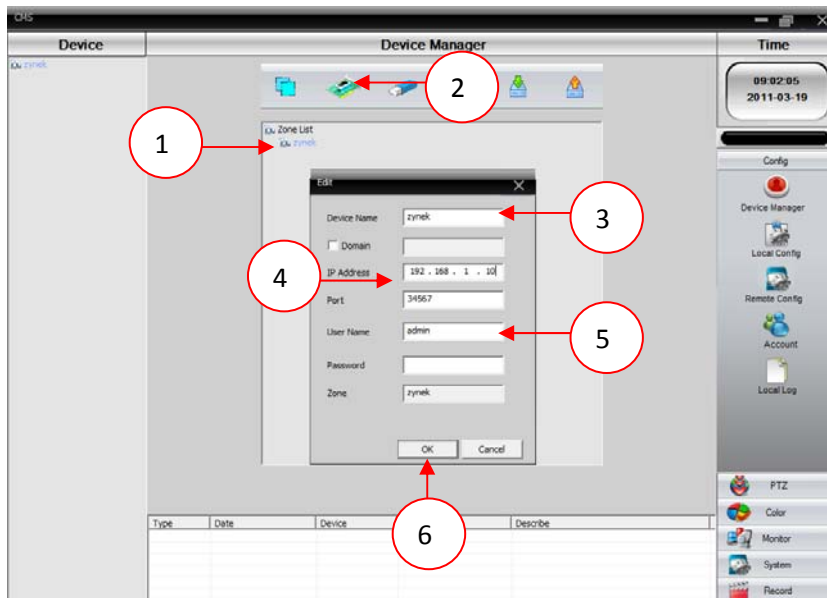 CMS
Device
Device Manager
Time
zynek
09:02:05
2011-03-19
2
1
Zone List
zynek
Config
Edit
Device Manager
Device Name
zynek
3
Domain
Local Config
4
IP Address
192 . 168 . 1 . 10
Port
34567
Remote Config
User Name
admin
5
Account
Password
Zone
zynek
Local Log
OK
Cancel
6
PTZ
Color
Type
Date
Device
Describe
Monitor
System
Record